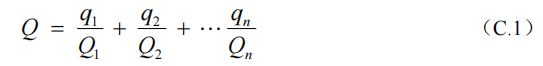 Q = q₁/Q₁ + q₂/Q₂ + ⋯ qₙ/Qₙ (C.1)